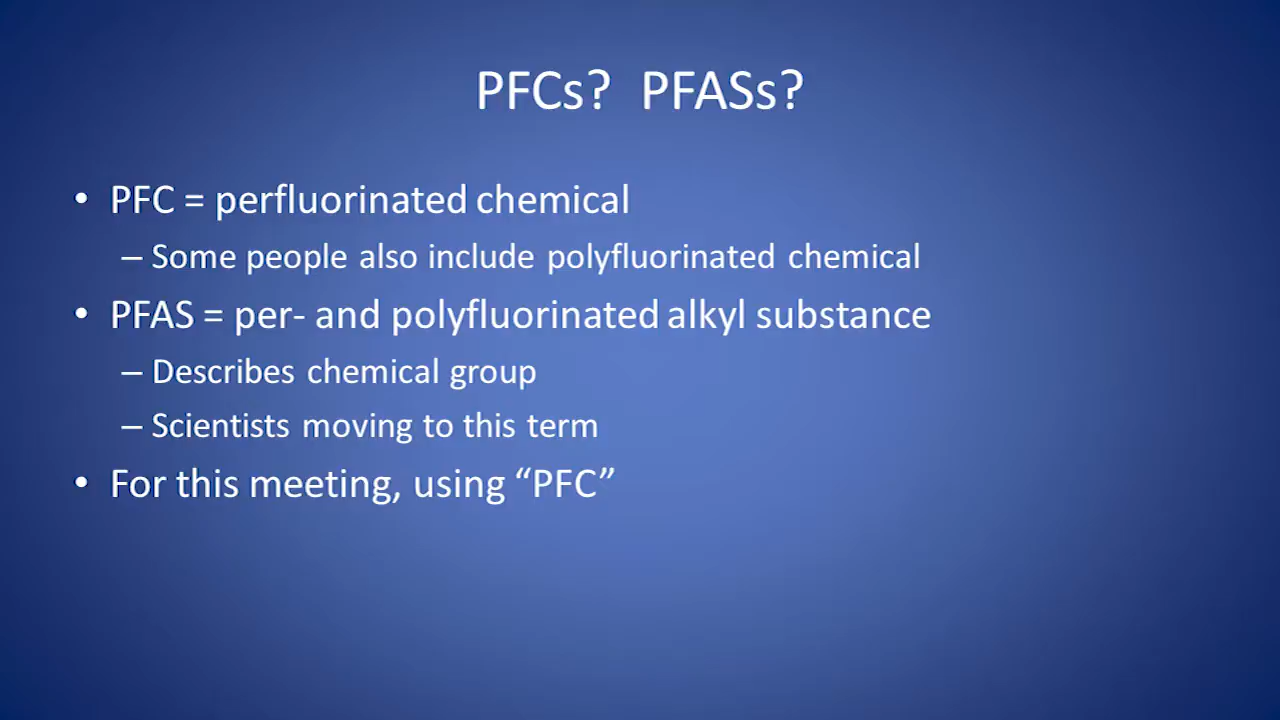 PFCs? PFASs?
• PFC = perfluorinated chemical
– Some people also include polyfluorinated chemical
• PFAS = per- and polyfluorinated alkyl substance
– Describes chemical group
– Scientists moving to this term
• For this meeting, using “PFC”